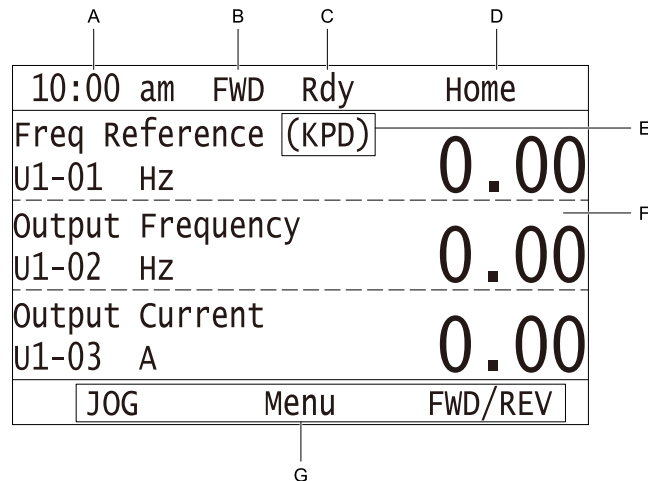 A B C D
10:00 am FWD Rdy Home
Freq Reference (KPD) E
U1-01 Hz 0.00
F
Output Frequency
U1-02 Hz 0.00
Output Current
U1-03 A 0.00
JOG Menu FWD/REV
G